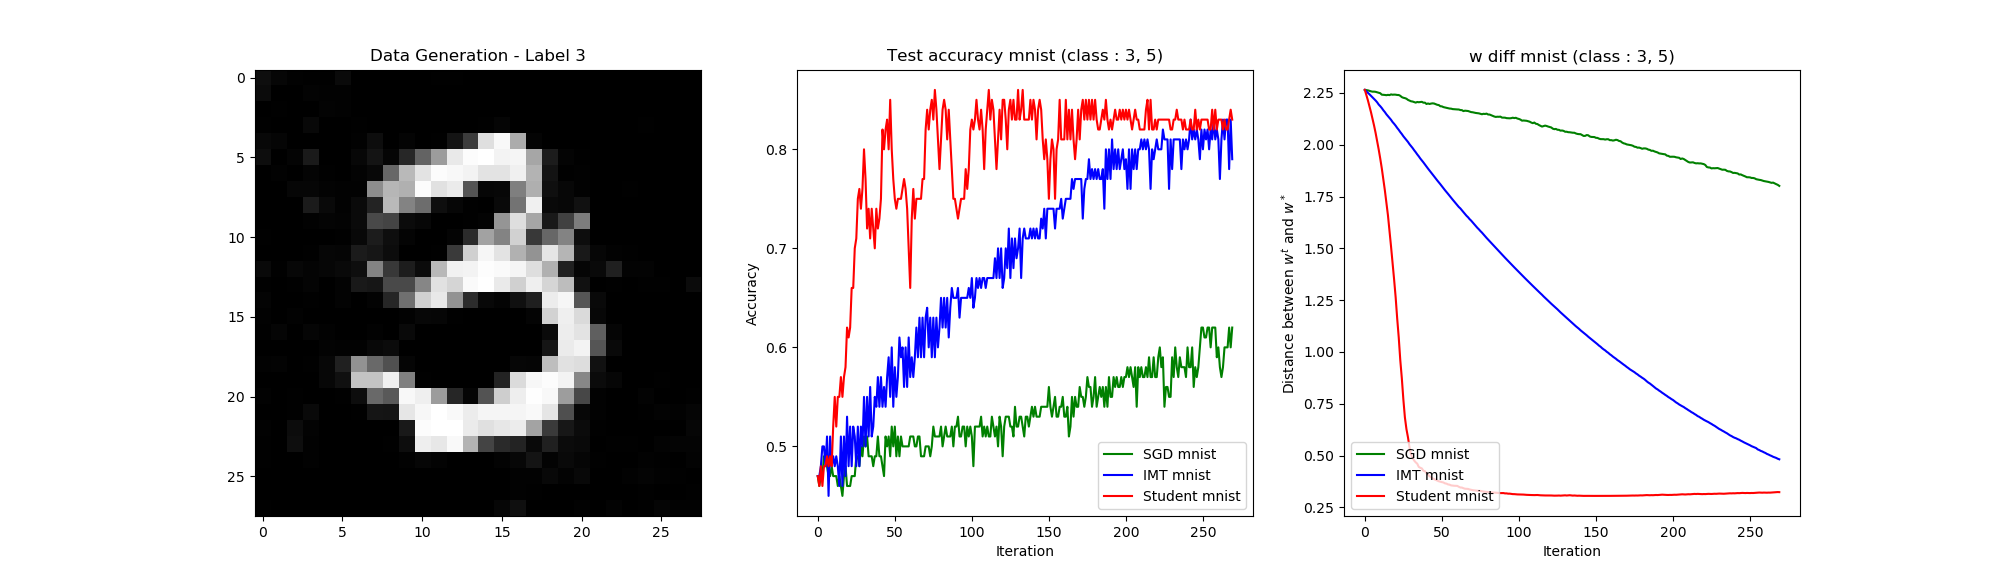 Data Generation - Label 3
0
5
10
15
20
25
0 5 10 15 20 25
Test accuracy mnist (class : 3, 5)
Accuracy
0.8
0.7
0.6
0.5
SGD mnist
IMT mnist
Student mnist
0 50 100 150 200 250
Iteration
w diff mnist (class : 3, 5)
Distance between w^t and w^*
2.25
2.00
1.75
1.50
1.25
1.00
0.75
0.50
0.25
SGD mnist
IMT mnist
Student mnist
0 50 100 150 200 250
Iteration